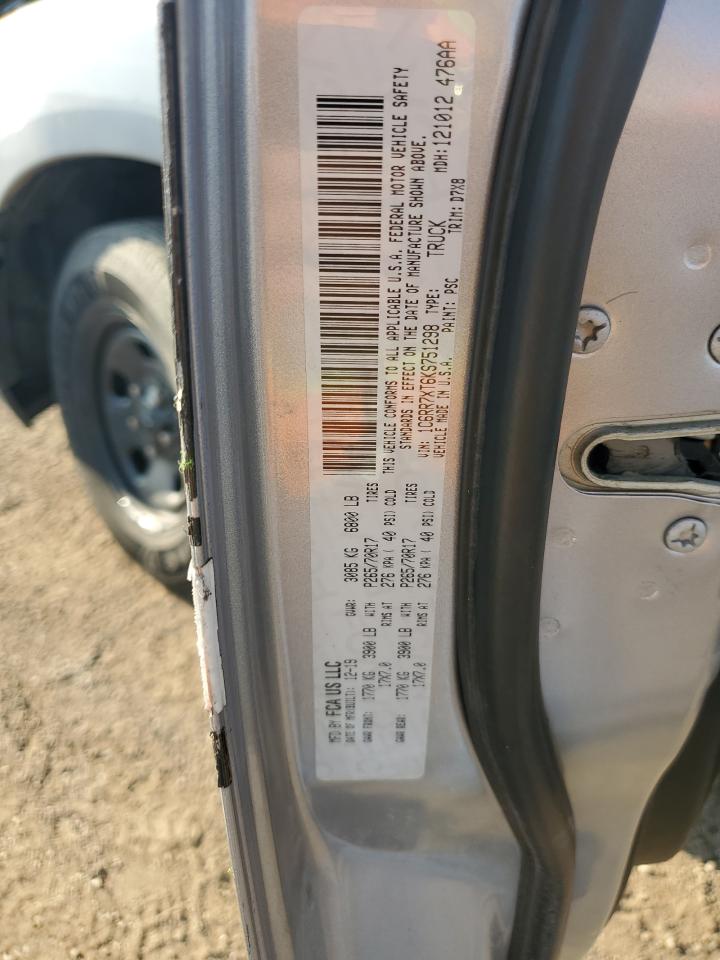 MFD BY FCA US LLC
DATE OF MFR(BUILT): 12-19 GVWR: 3085 KG 6800 LB
GAWR FRONT: 1770 KG 3900 LB WITH P265/70R17 TIRES
17X7.0 RIMS AT 276 KPA ( 40 PSI) COLD
GAWR REAR: 1770 KG 3900 LB WITH P265/70R17 TIRES
17X7.0 RIMS AT 276 KPA ( 40 PSI) COLD
THIS VEHICLE CONFORMS TO ALL APPLICABLE U.S.A. FEDERAL MOTOR VEHICLE SAFETY
STANDARDS IN EFFECT ON THE DATE OF MANUFACTURE SHOWN ABOVE.
VIN: 1C6RR7XT6KS751298 TYPE: TRUCK MDH: 121012 476AA
VEHICLE MADE IN U.S.A. PAINT: PSC TRIM: D7X8